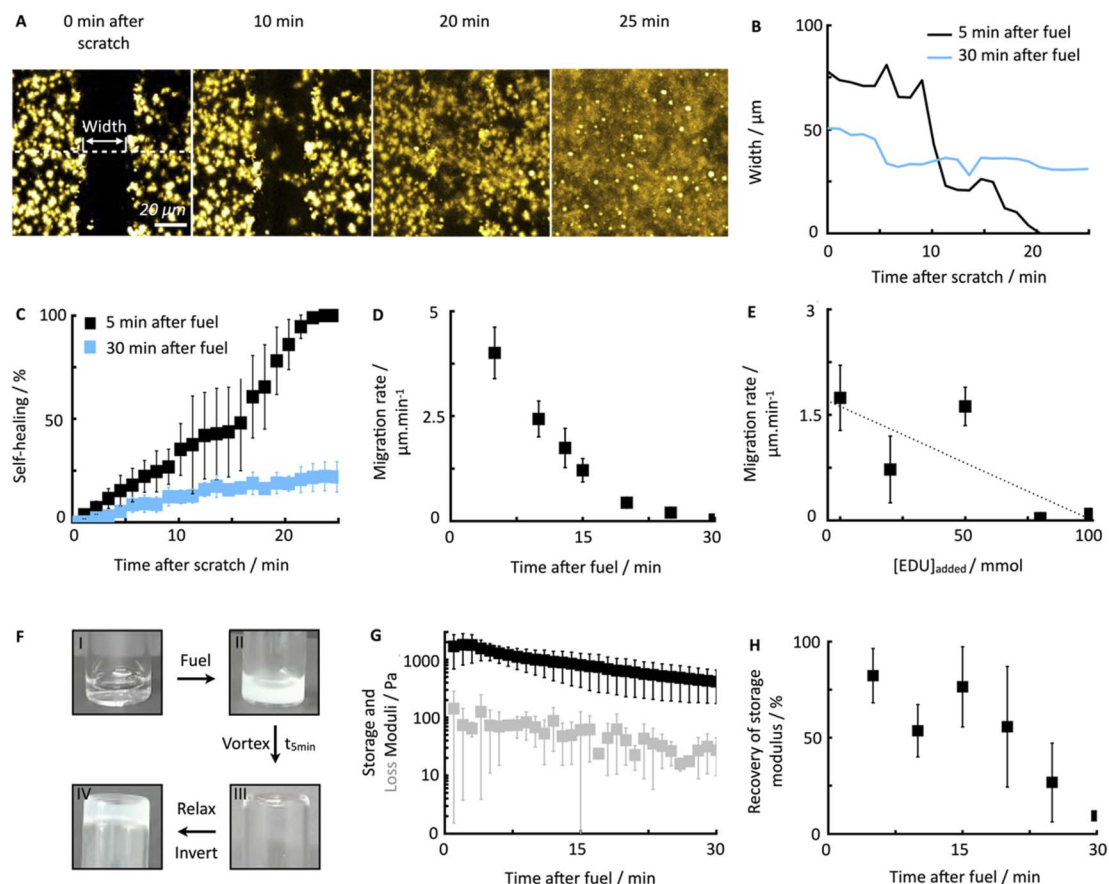 A
0 min after
scratch
10 min
20 min
25 min
Width
20 µm
B
5 min after fuel
30 min after fuel
100
50
0
Width / µm
0
10
20
Time after scratch / min
C
5 min after fuel
30 min after fuel
100
50
0
Self-healing / %
0
10
20
Time after scratch / min
D
5
2.5
0
Migration rate /
µm.min⁻¹
0
15
30
Time after fuel / min
E
3
1.5
0
Migration rate /
µm.min⁻¹
0
50
100
[EDU]added / mmol
F
I
Fuel
II
Vortex
t5min
III
Relax
Invert
IV
G
1000
100
10
0
Storage and
Loss Moduli / Pa
0
15
30
Time after fuel / min
H
100
50
0
Recovery of storage
modulus / %
0
15
30
Time after fuel / min